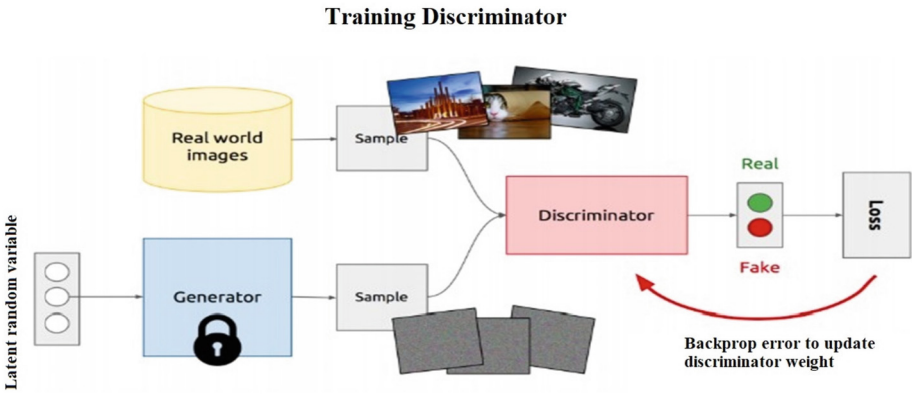 Training Discriminator
Real world
images
Sample
Real
Discriminator
Loss
Fake
Latent random variable
Generator
Sample
Backprop error to update
discriminator weight